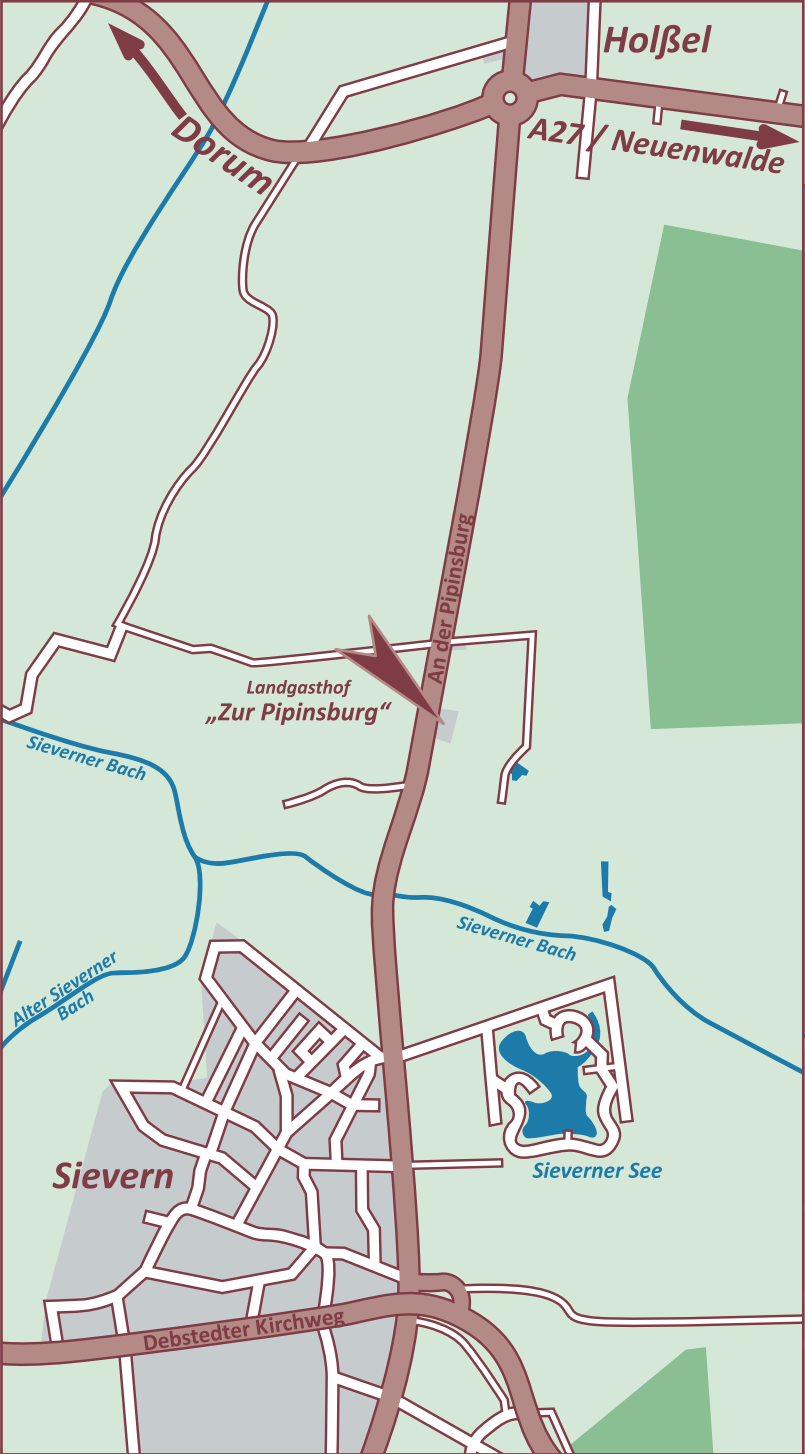 Holßel
A27 / Neuenwalde
Dorum
An der Pipinsburg
Landgasthof
„Zur Pipinsburg“
Sieverner Bach
Sieverner Bach
Alter Sieverner
Bach
Sievern
Sieverner See
Debstedter Kirchweg